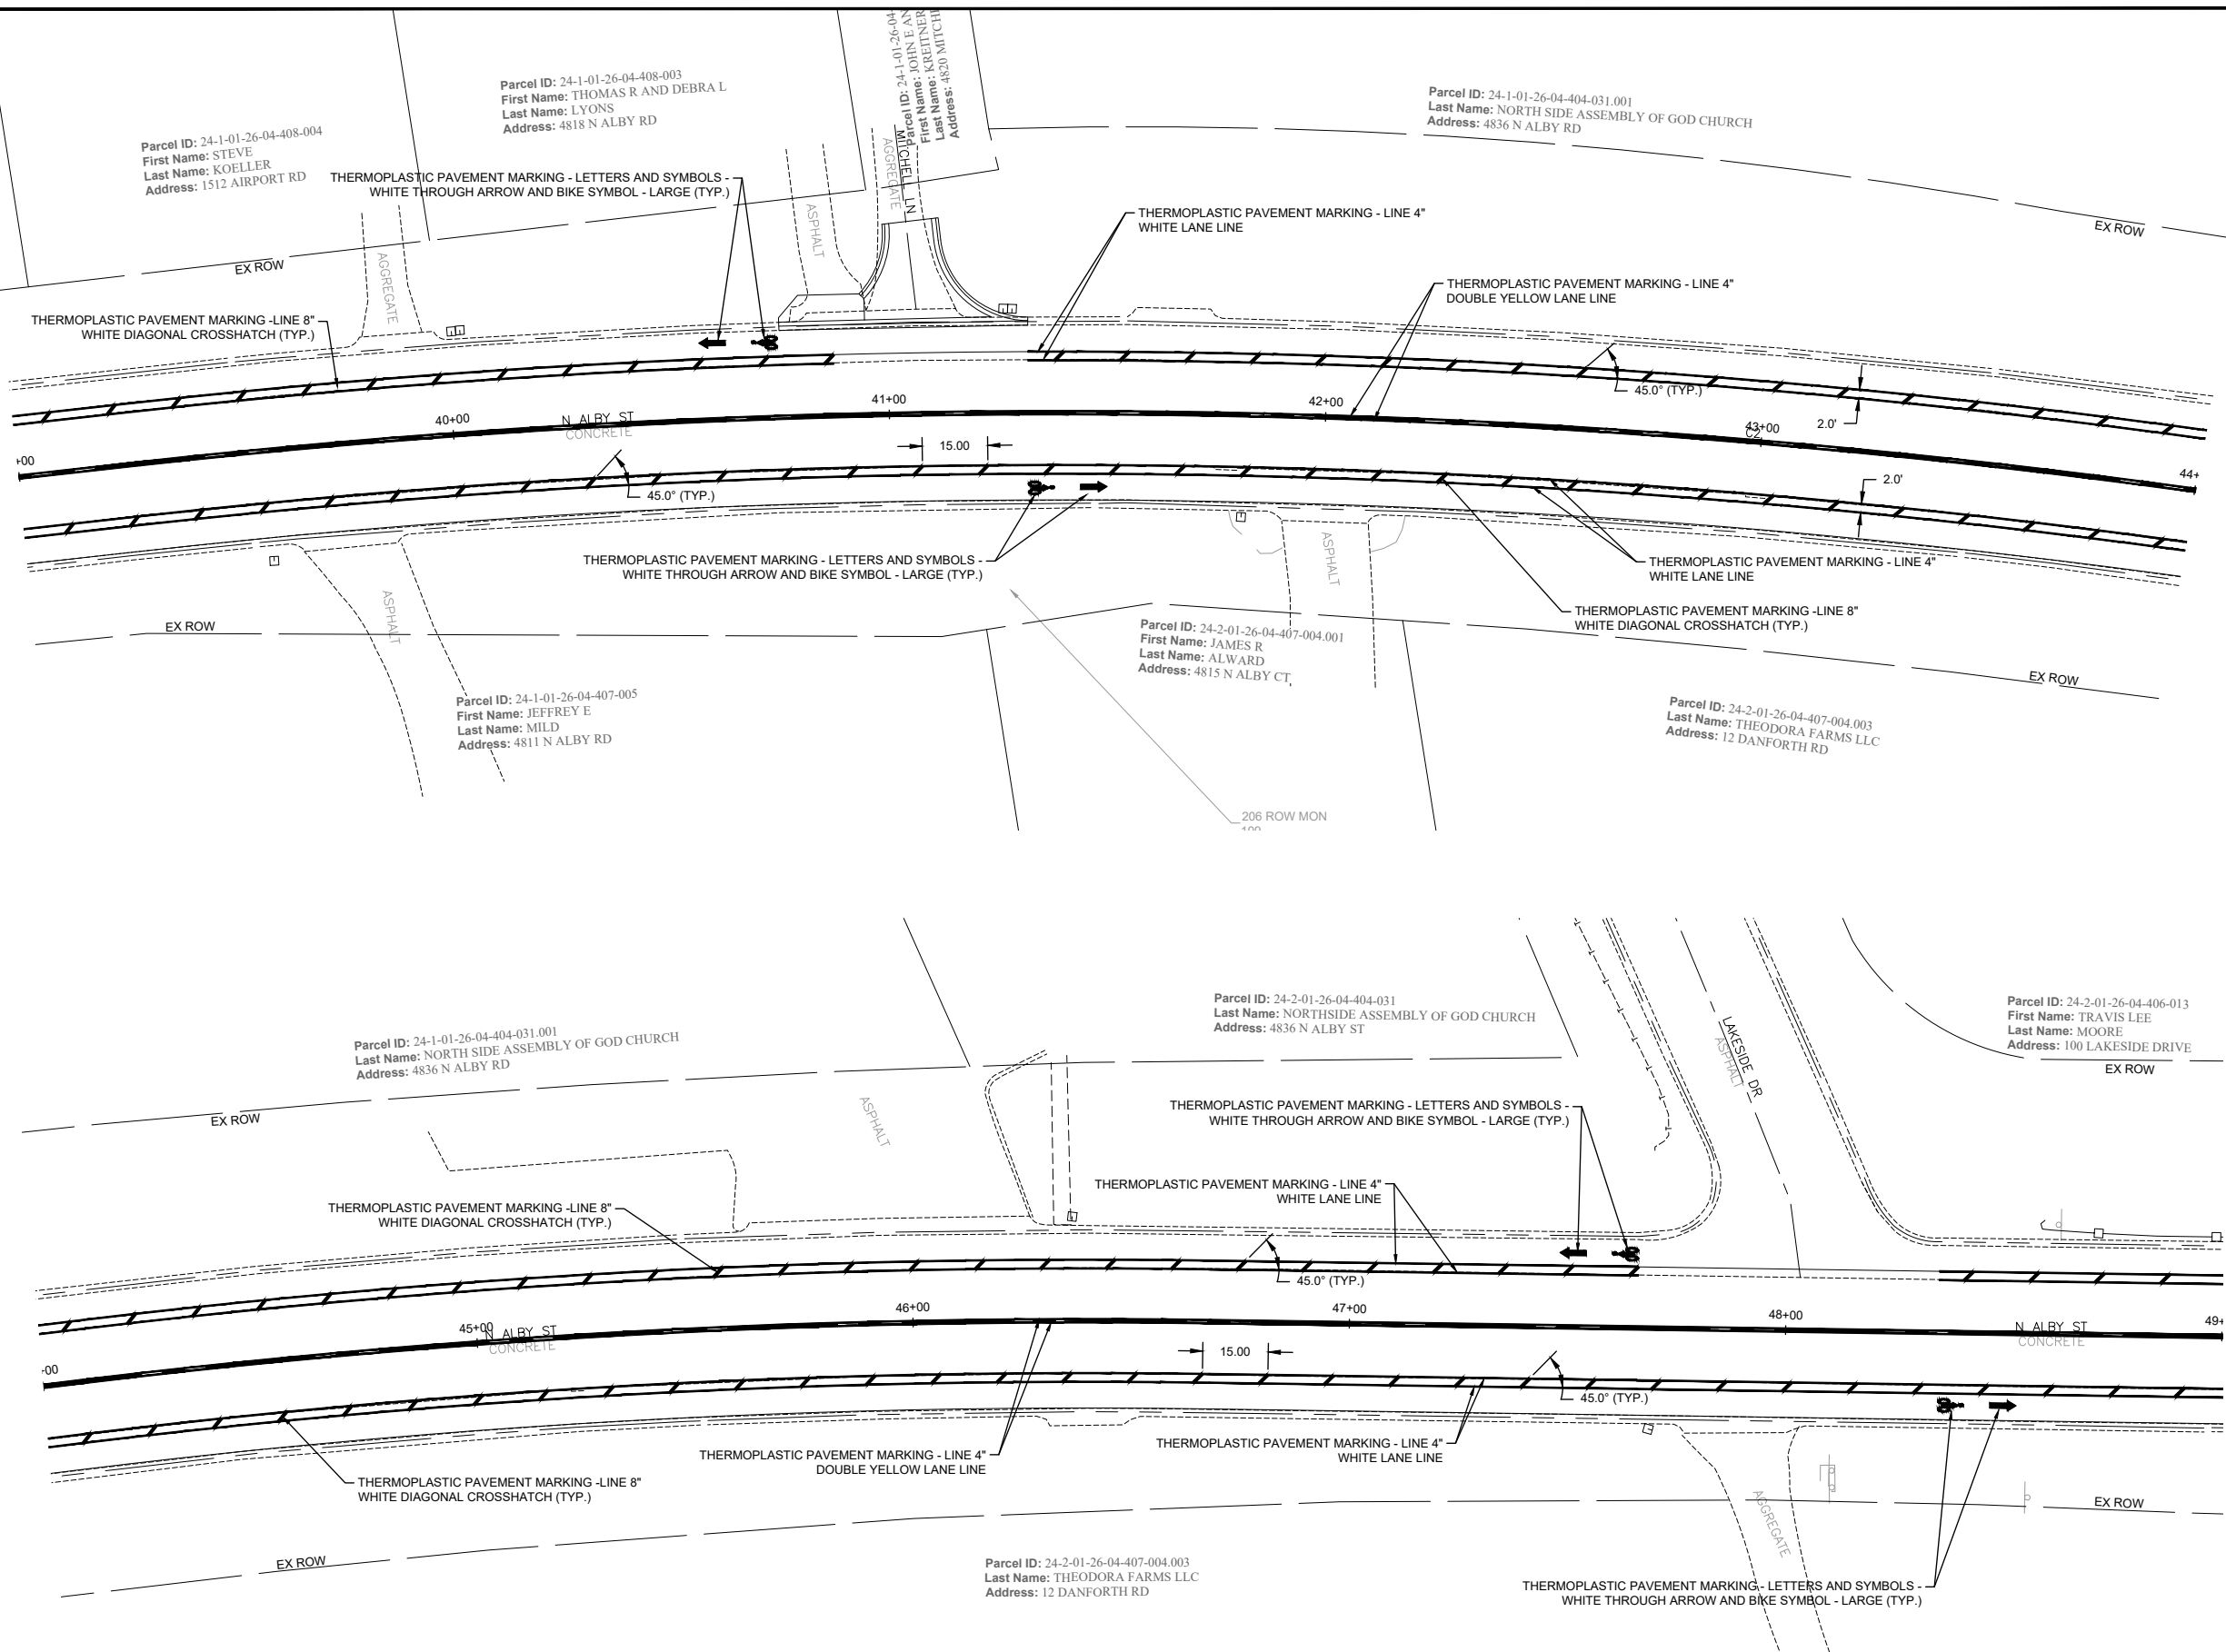 Parcel ID: 24-1-01-26-04-408-004
First Name: STEVE
Last Name: KOELLER
Address: 1512 AIRPORT RD
Parcel ID: 24-1-01-26-04-408-003
First Name: THOMAS R AND DEBRA L
Last Name: LYONS
Address: 4818 N ALBY RD
Parcel ID: 24-1-01-26-04-
First Name: JOHN E AN
Last Name: KREITNER
Address: 4820 MITCH
Parcel ID: 24-1-01-26-04-404-031.001
Last Name: NORTH SIDE ASSEMBLY OF GOD CHURCH
Address: 4836 N ALBY RD
THERMOPLASTIC PAVEMENT MARKING - LETTERS AND SYMBOLS -
WHITE THROUGH ARROW AND BIKE SYMBOL - LARGE (TYP.)
THERMOPLASTIC PAVEMENT MARKING - LINE 4"
WHITE LANE LINE
EX ROW
EX ROW
AGGREGATE
ASPHALT
AGGREGATE
MITCHELL LN
THERMOPLASTIC PAVEMENT MARKING - LINE 4"
DOUBLE YELLOW LANE LINE
THERMOPLASTIC PAVEMENT MARKING -LINE 8"
WHITE DIAGONAL CROSSHATCH (TYP.)
45.0° (TYP.)
2.0'
+00
40+00
N ALBY ST
CONCRETE
41+00
42+00
43+00
C2
44+
15.00
45.0° (TYP.)
2.0'
THERMOPLASTIC PAVEMENT MARKING - LETTERS AND SYMBOLS -
WHITE THROUGH ARROW AND BIKE SYMBOL - LARGE (TYP.)
ASPHALT
THERMOPLASTIC PAVEMENT MARKING - LINE 4"
WHITE LANE LINE
THERMOPLASTIC PAVEMENT MARKING -LINE 8"
WHITE DIAGONAL CROSSHATCH (TYP.)
ASPHALT
EX ROW
EX ROW
Parcel ID: 24-2-01-26-04-407-004.001
First Name: JAMES R
Last Name: ALWARD
Address: 4815 N ALBY CT
Parcel ID: 24-1-01-26-04-407-005
First Name: JEFFREY E
Last Name: MILD
Address: 4811 N ALBY RD
Parcel ID: 24-2-01-26-04-407-004.003
Last Name: THEODORA FARMS LLC
Address: 12 DANFORTH RD
206 ROW MON
Parcel ID: 24-1-01-26-04-404-031.001
Last Name: NORTH SIDE ASSEMBLY OF GOD CHURCH
Address: 4836 N ALBY RD
Parcel ID: 24-2-01-26-04-404-031
Last Name: NORTHSIDE ASSEMBLY OF GOD CHURCH
Address: 4836 N ALBY ST
Parcel ID: 24-2-01-26-04-406-013
First Name: TRAVIS LEE
Last Name: MOORE
Address: 100 LAKESIDE DRIVE
EX ROW
LAKESIDE DR
ASPHALT
EX ROW
ASPHALT
THERMOPLASTIC PAVEMENT MARKING - LETTERS AND SYMBOLS -
WHITE THROUGH ARROW AND BIKE SYMBOL - LARGE (TYP.)
THERMOPLASTIC PAVEMENT MARKING - LINE 4"
WHITE LANE LINE
THERMOPLASTIC PAVEMENT MARKING -LINE 8"
WHITE DIAGONAL CROSSHATCH (TYP.)
45.0° (TYP.)
-00
45+00
N ALBY ST
CONCRETE
46+00
47+00
48+00
N ALBY ST
CONCRETE
49+
15.00
45.0° (TYP.)
THERMOPLASTIC PAVEMENT MARKING - LINE 4"
DOUBLE YELLOW LANE LINE
THERMOPLASTIC PAVEMENT MARKING - LINE 4"
WHITE LANE LINE
THERMOPLASTIC PAVEMENT MARKING -LINE 8"
WHITE DIAGONAL CROSSHATCH (TYP.)
AGGREGATE
EX ROW
EX ROW
Parcel ID: 24-2-01-26-04-407-004.003
Last Name: THEODORA FARMS LLC
Address: 12 DANFORTH RD
THERMOPLASTIC PAVEMENT MARKING - LETTERS AND SYMBOLS -
WHITE THROUGH ARROW AND BIKE SYMBOL - LARGE (TYP.)